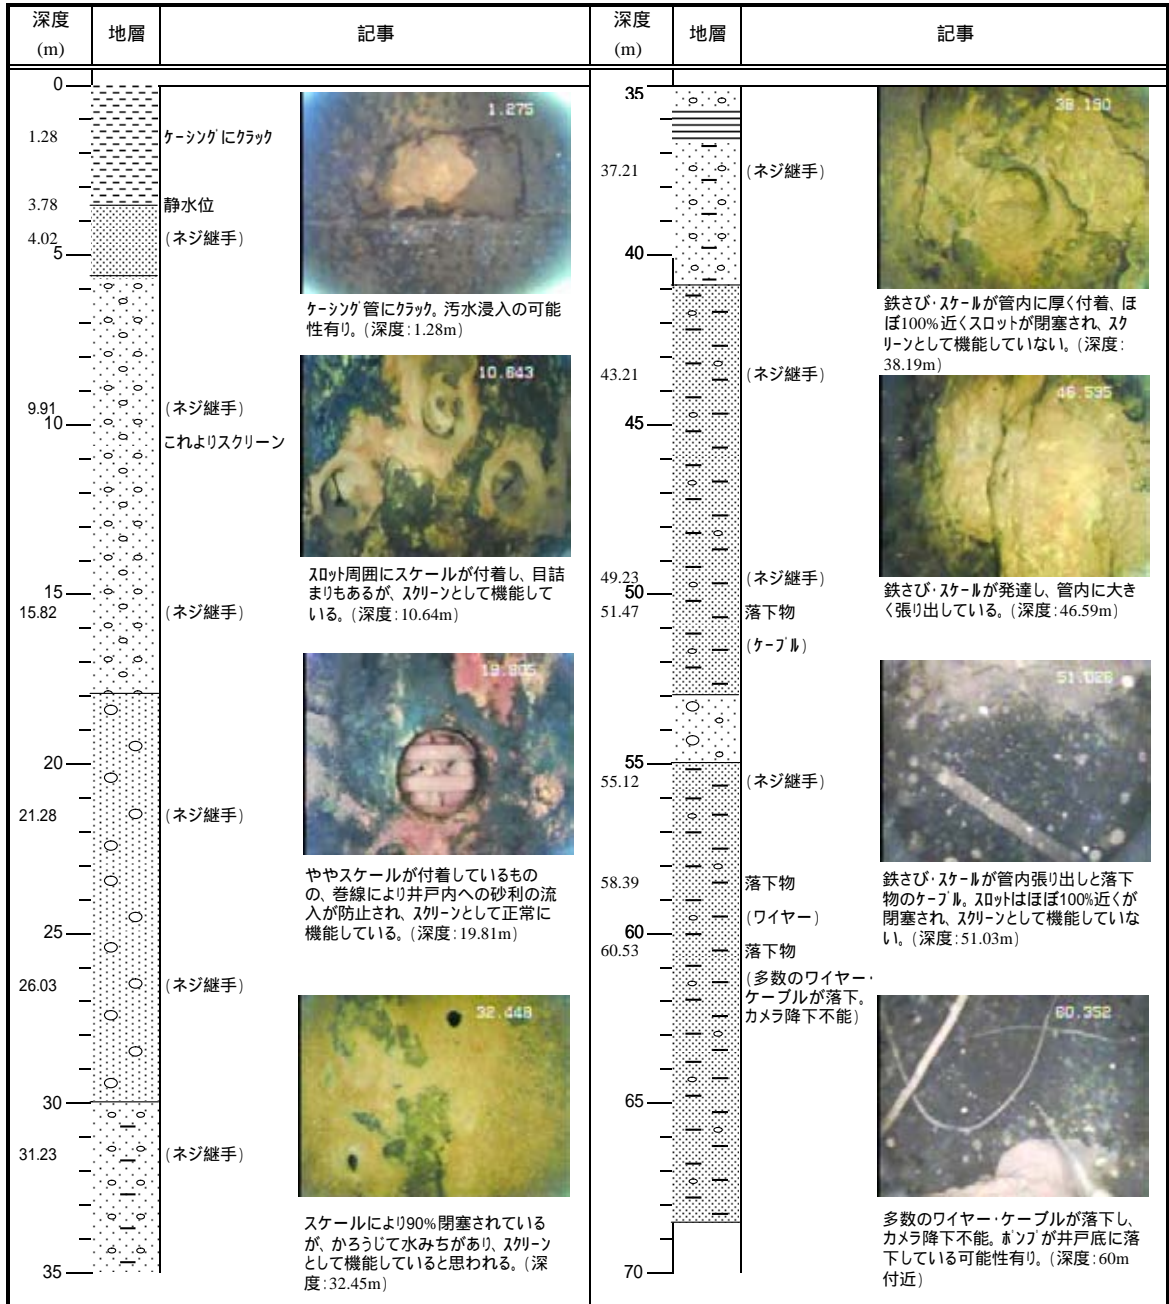 深度
(m)
地層
記事
0
1.28
ケーシングにクラック
3.78
静水位
4.02
(ネジ継手)
5
1.275
ケーシング管にクラック。汚水浸入の可能
性有り。(深度:1.28m)
9.91
(ネジ継手)
10
これよりスクリーン
10.643
スロット周囲にスケールが付着し、目詰
まりもあるが、スクリーンとして機能して
いる。(深度:10.64m)
15
15.82
(ネジ継手)
19.805
ややスケールが付着しているもの
の、巻線により井戸内への砂利の流
入が防止され、スクリーンとして正常に
機能している。(深度:19.81m)
20
21.28
(ネジ継手)
25
26.03
(ネジ継手)
30
31.23
(ネジ継手)
32.448
スケールにより90%閉塞されている
が、かろうじて水みちがあり、スクリーン
として機能していると思われる。(深
度:32.45m)
35
深度
(m)
地層
記事
35
37.21
(ネジ継手)
38.190
鉄さび・スケールが管内に厚く付着、ほ
ぼ100%近くスロットが閉塞され、スク
リーンとして機能していない。(深度:
38.19m)
40
43.21
(ネジ継手)
45
46.595
鉄さび・スケールが発達し、管内に大き
く張り出している。(深度:46.59m)
49.23
(ネジ継手)
50
51.47
落下物
(ケーブル)
51.026
鉄さび・スケールが管内張り出しと落下
物のケーブル。スロットはほぼ100%近くが
閉塞され、スクリーンとして機能していな
い。(深度:51.03m)
55
55.12
(ネジ継手)
58.39
落下物
(ワイヤー)
60
60.53
落下物
(多数のワイヤー・
ケーブルが落下。
カメラ降下不能)
60.352
多数のワイヤー・ケーブルが落下し、
カメラ降下不能。ポンプが井戸底に落
下している可能性有り。(深度:60m
付近)
65
70